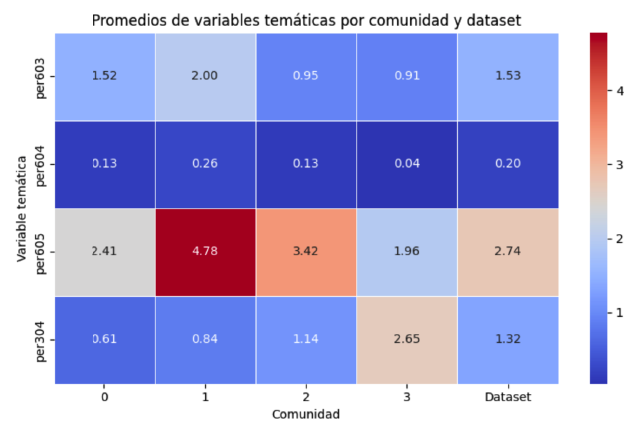 Promedios de variables temáticas por comunidad y dataset
Variable temática
per603
1.52 2.00 0.95 0.91 1.53
per604
0.13 0.26 0.13 0.04 0.20
per605
2.41 4.78 3.42 1.96 2.74
per304
0.61 0.84 1.14 2.65 1.32
0 1 2 3 Dataset
Comunidad
4
3
2
1